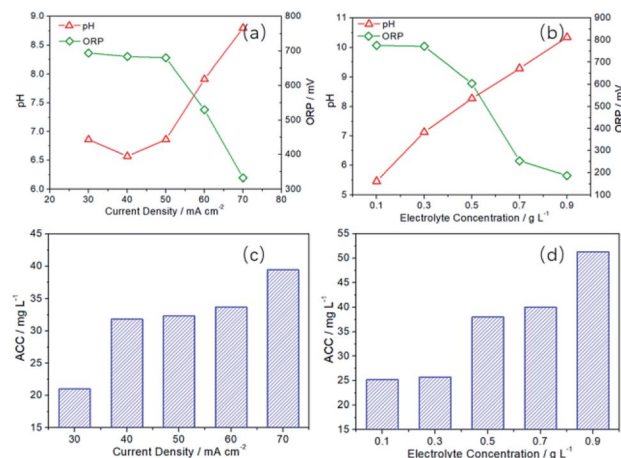 (a)
pH
ORP
9.0
8.5
8.0
7.5
7.0
6.5
6.0
pH
800
700
600
500
400
300
ORP / mV
20 30 40 50 60 70 80
Current Density / mA cm⁻²
(b)
pH
ORP
11
10
9
8
7
6
5
pH
900
800
700
600
500
400
300
200
100
ORP / mV
0.1 0.3 0.5 0.7 0.9
Electrolyte Concentration / g L⁻¹
(c)
45
40
35
30
25
20
15
ACC / mg L⁻¹
30 40 50 60 70
Current Density / mA cm⁻²
(d)
55
50
45
40
35
30
25
20
15
ACC / mg L⁻¹
0.1 0.3 0.5 0.7 0.9
Electrolyte Concentration / g L⁻¹